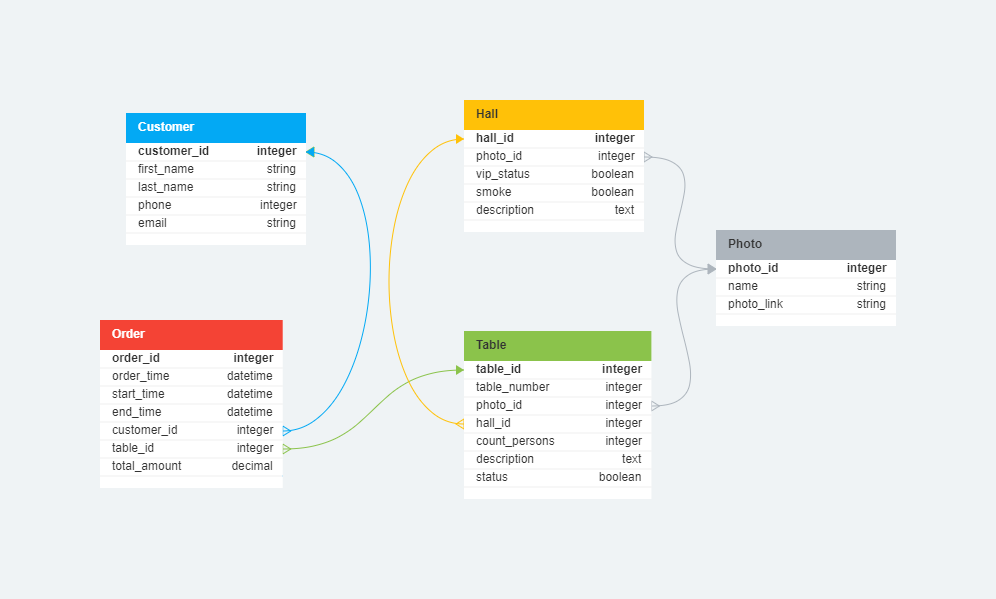 Customer
customer_id integer
first_name string
last_name string
phone integer
email string
Order
order_id integer
order_time datetime
start_time datetime
end_time datetime
customer_id integer
table_id integer
total_amount decimal
Hall
hall_id integer
photo_id integer
vip_status boolean
smoke boolean
description text
Table
table_id integer
table_number integer
photo_id integer
hall_id integer
count_persons integer
description text
status boolean
Photo
photo_id integer
name string
photo_link string